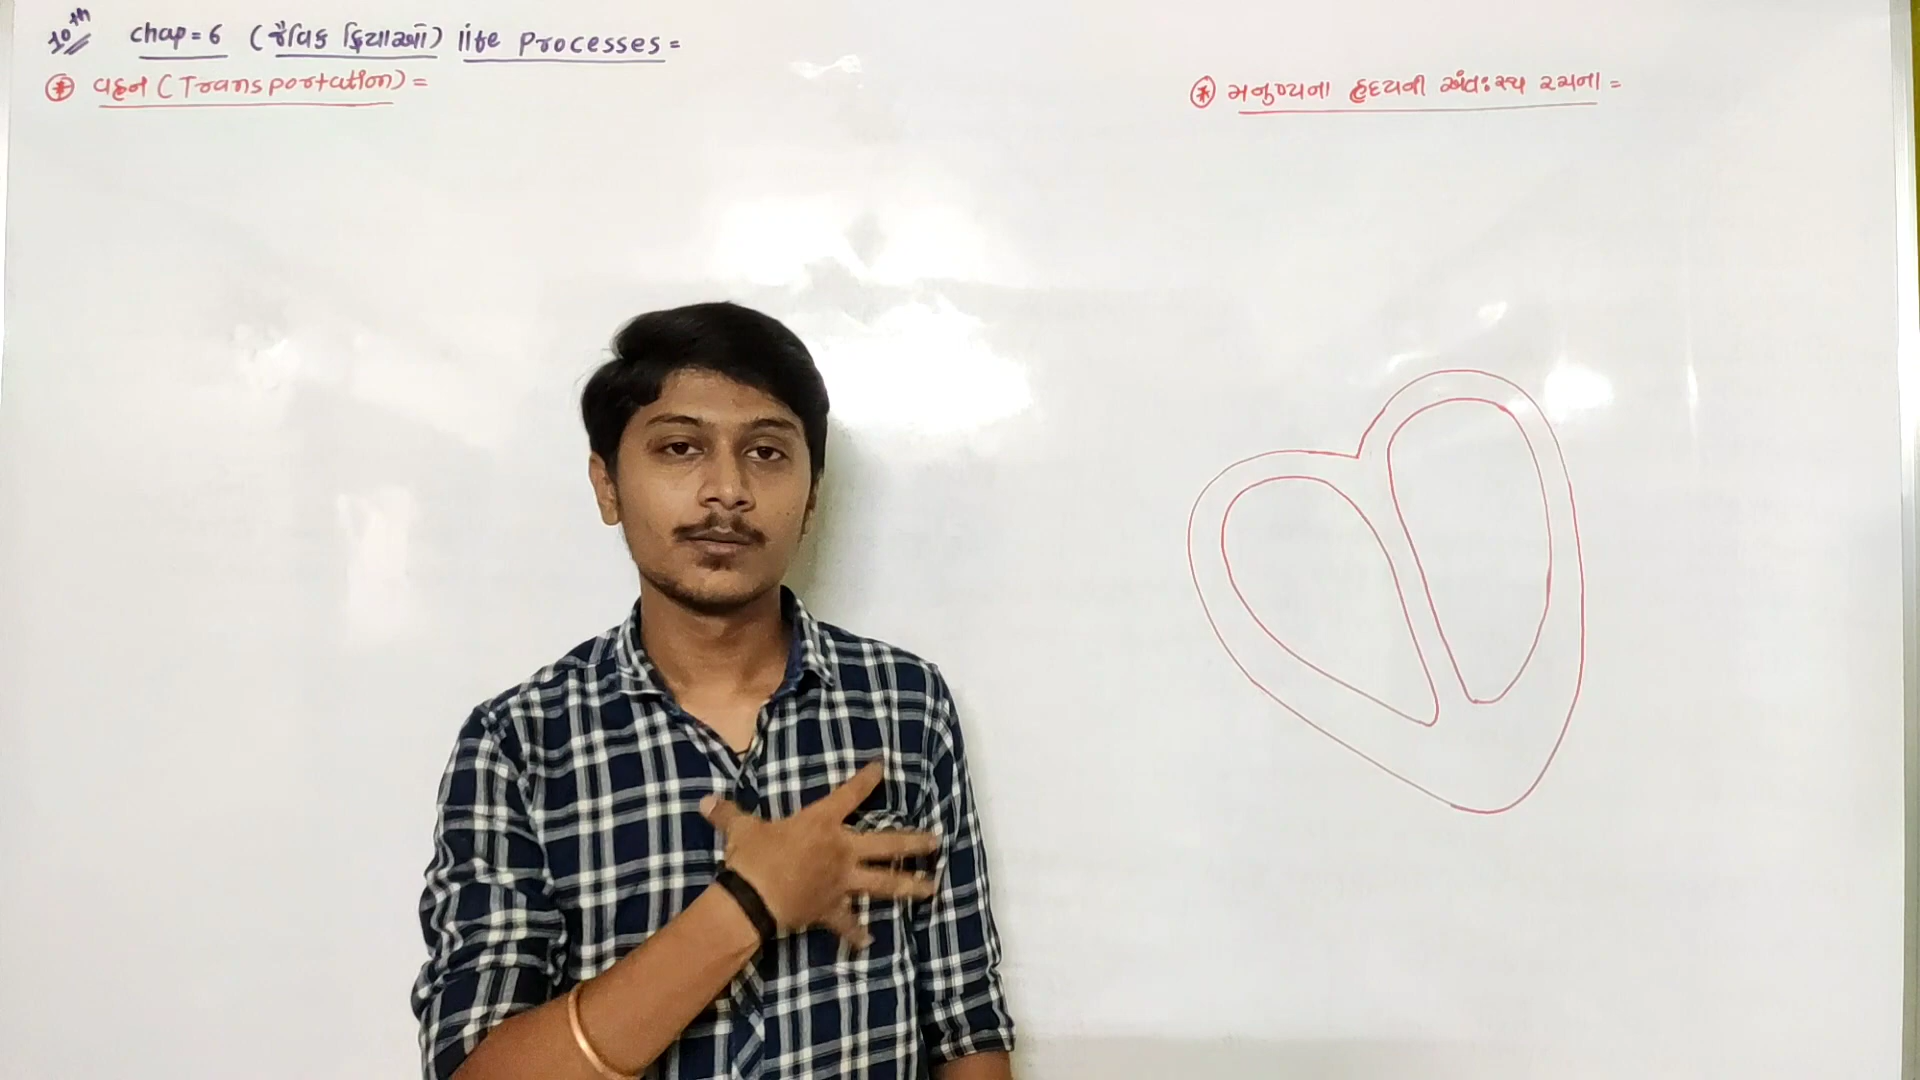 10th chap = 6 (જૈવિક ક્રિયાઓ) life Processes =
⊛ વહન (Transportation) =
⊛ મનુષ્યના હૃદયની અંતઃસ્થ રચના =